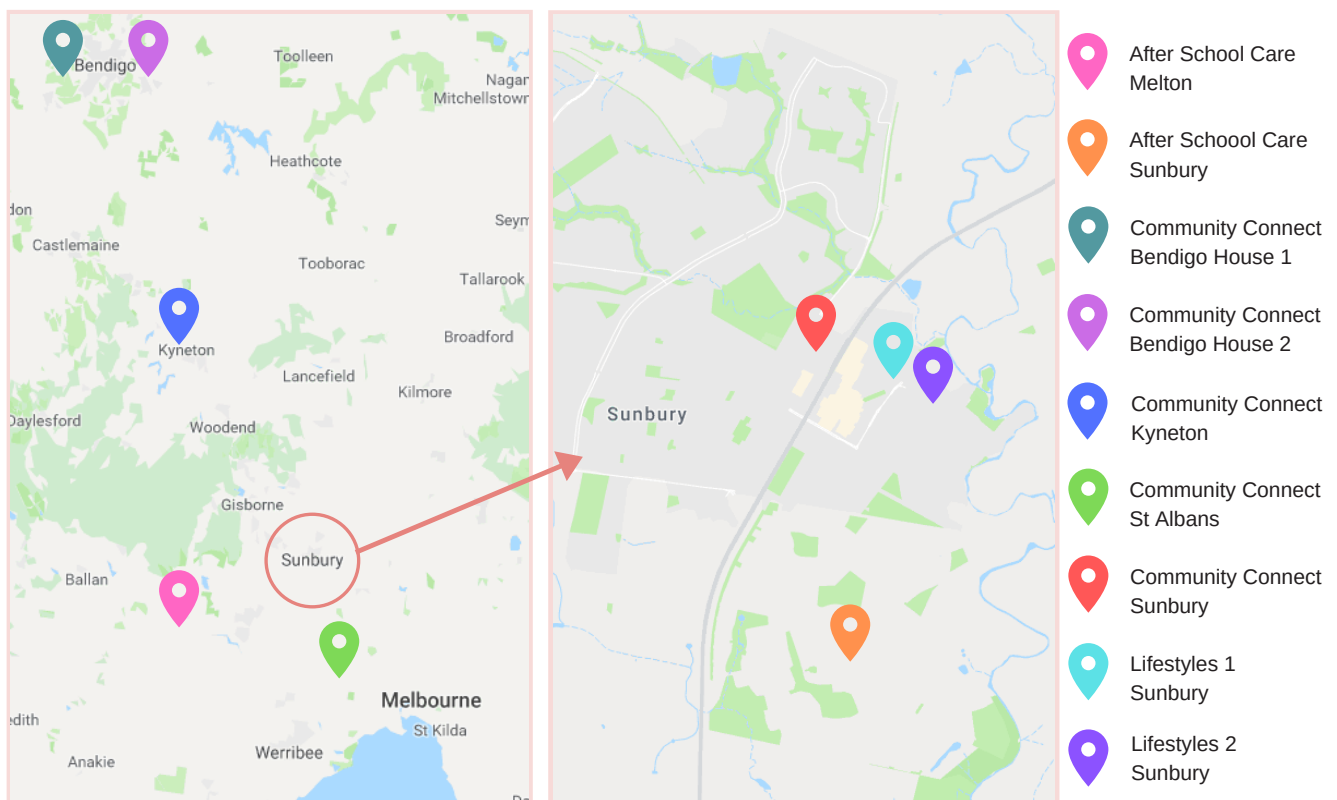 Bendigo
Toolleen
Nagar
Mitchellstown
Heathcote
don
Castlemaine
Seym
Tooborac
Tallarook
Kyneton
Broadford
Lancefield
Kilmore
Daylesford
Woodend
Gisborne
Sunbury
Ballan
Melbourne
edith
St Kilda
Werribee
Anakie
Sunbury
After School Care
Melton
After Schoool Care
Sunbury
Community Connect
Bendigo House 1
Community Connect
Bendigo House 2
Community Connect
Kyneton
Community Connect
St Albans
Community Connect
Sunbury
Lifestyles 1
Sunbury
Lifestyles 2
Sunbury